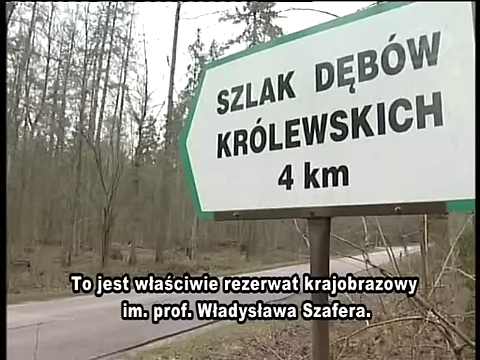 SZLAK DĘBÓW
KRÓLEWSKICH
4 km
To jest właściwie rezerwat krajobrazowy
im. prof. Władysława Szafera.